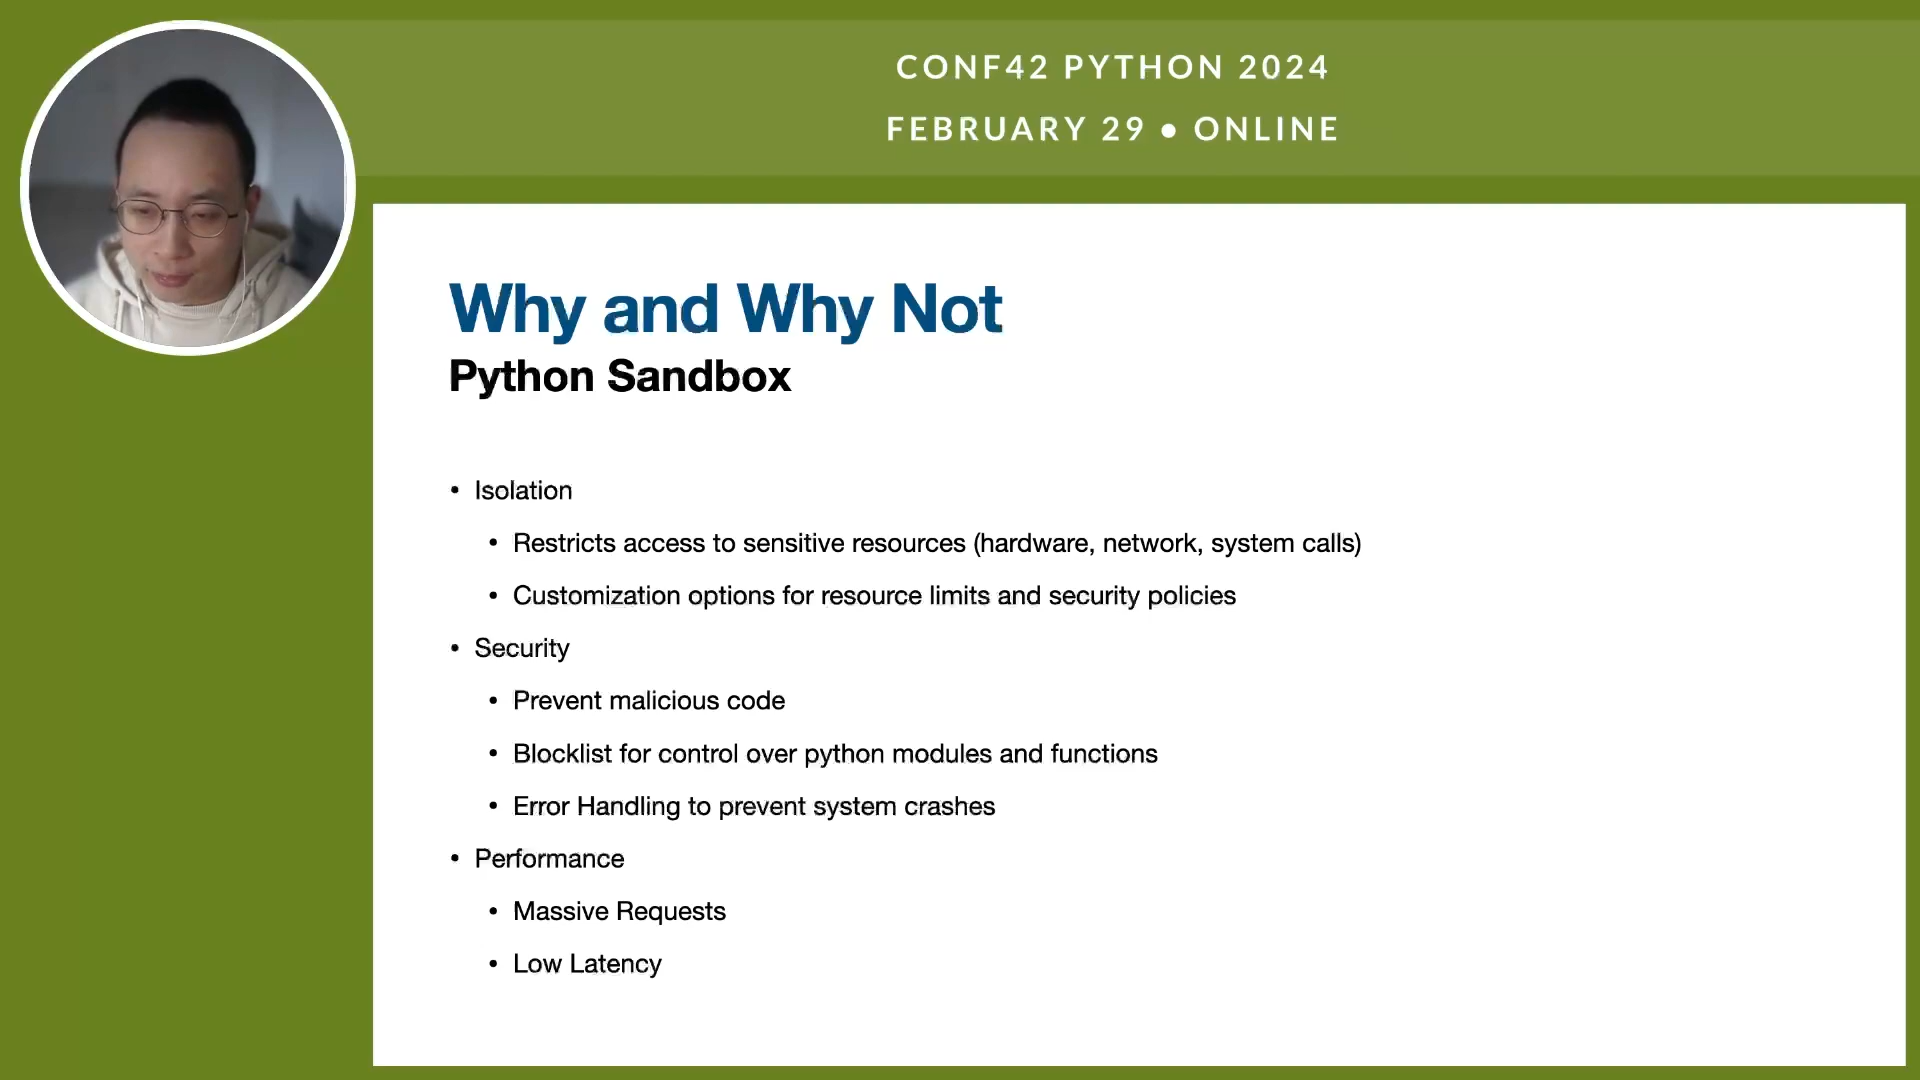 CONF42 PYTHON 2024
FEBRUARY 29 • ONLINE
Why and Why Not
Python Sandbox
• Isolation
• Restricts access to sensitive resources (hardware, network, system calls)
• Customization options for resource limits and security policies
• Security
• Prevent malicious code
• Blocklist for control over python modules and functions
• Error Handling to prevent system crashes
• Performance
• Massive Requests
• Low Latency